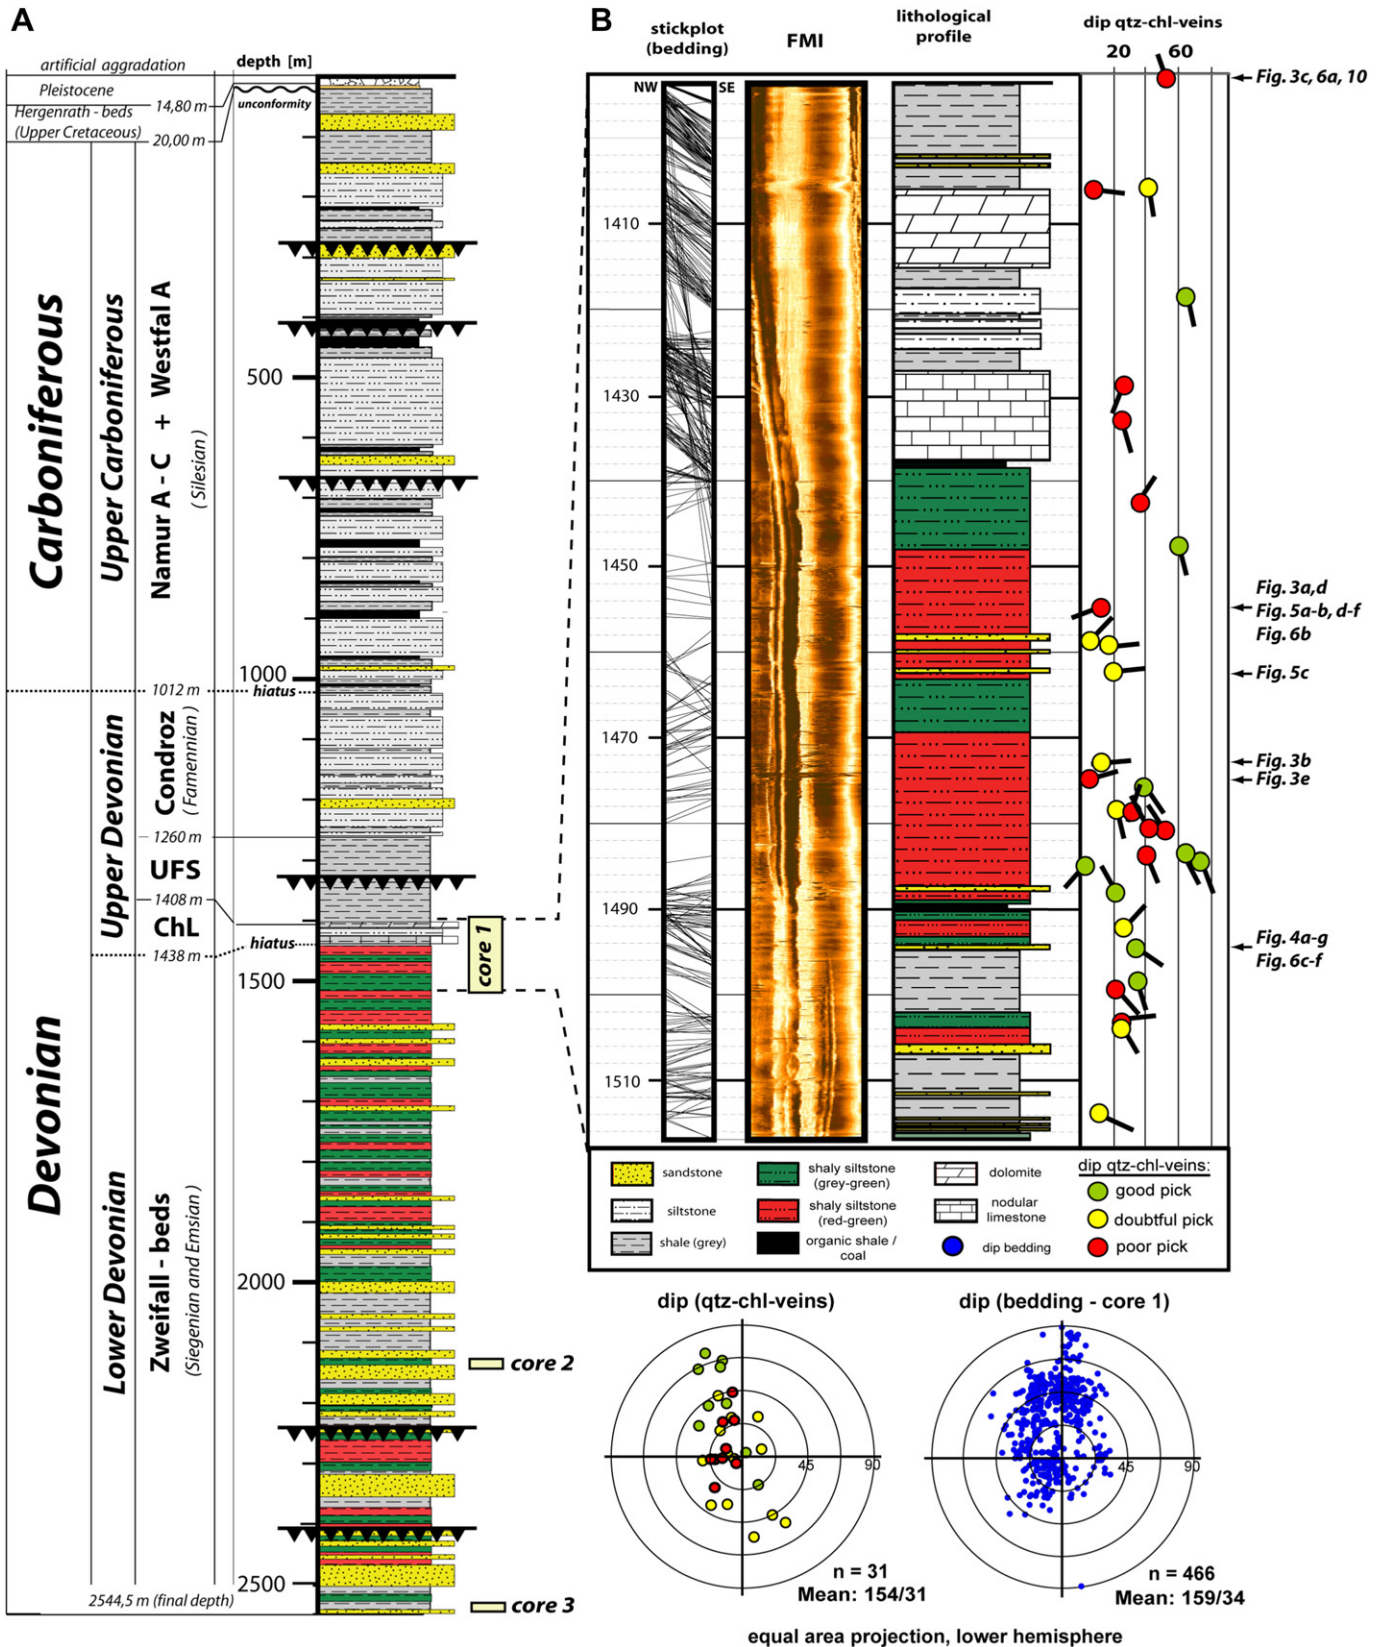 A
artificial aggradation
depth [m]
Pleistocene
14,80 m
unconformity
Hergenrath - beds
(Upper Cretaceous)
20,00 m
Carboniferous
Upper Carboniferous
Namur A - C + Westfal A
(Silesian)
500
1000
1012 m
hiatus
Devonian
Upper Devonian
Condroz
(Famennian)
1260 m
UFS
1408 m
ChL
hiatus
1438 m
core 1
1500
Lower Devonian
Zweifall - beds
(Siegenian and Emsian)
2000
core 2
2500
2544,5 m (final depth)
core 3
B
stickplot
(bedding)
FMI
lithological
profile
dip qtz-chl-veins
20 60
NW SE
1410
1430
1450
1470
1490
1510
Fig. 3c, 6a, 10
Fig. 3a,d
Fig. 5a-b, d-f
Fig. 6b
Fig. 5c
Fig. 3b
Fig. 3e
Fig. 4a-g
Fig. 6c-f
sandstone
siltstone
shale (grey)
shaly siltstone
(grey-green)
shaly siltstone
(red-green)
organic shale /
coal
dolomite
nodular
limestone
dip bedding
dip qtz-chl-veins:
good pick
doubtful pick
poor pick
dip (qtz-chl-veins)
45 90
n = 31
Mean: 154/31
dip (bedding - core 1)
45 90
n = 466
Mean: 159/34
equal area projection, lower hemisphere